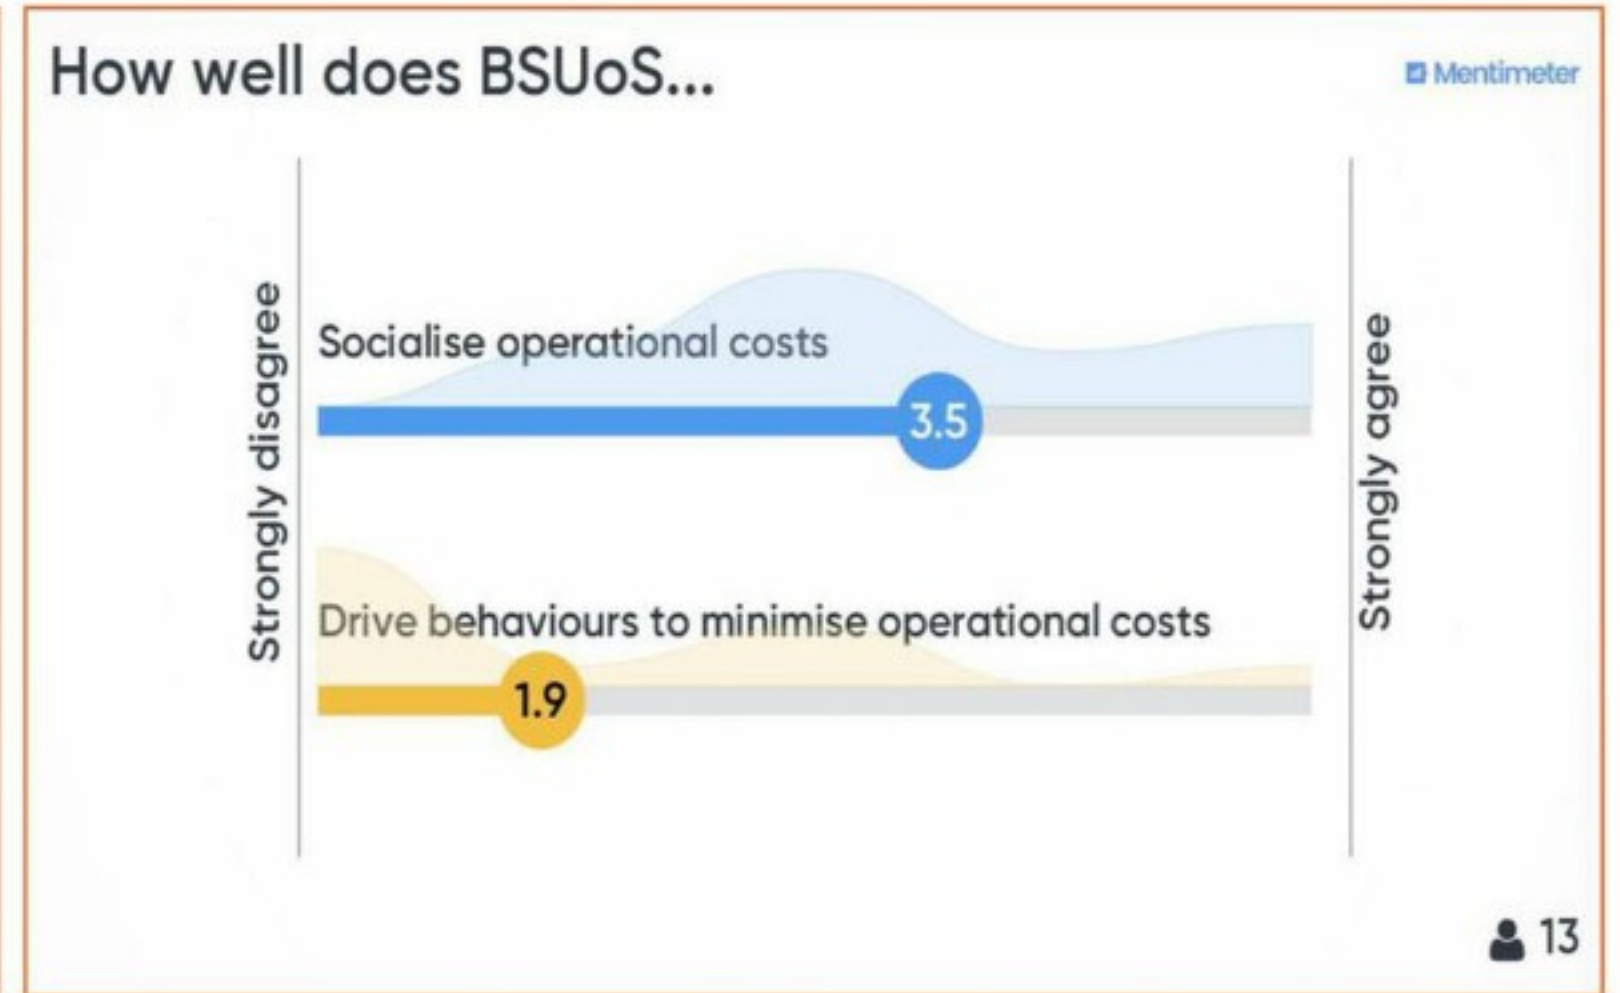 How well does BSUoS...
Mentimeter
Strongly disagree
Socialise operational costs
3.5
Drive behaviours to minimise operational costs
1.9
Strongly agree
13